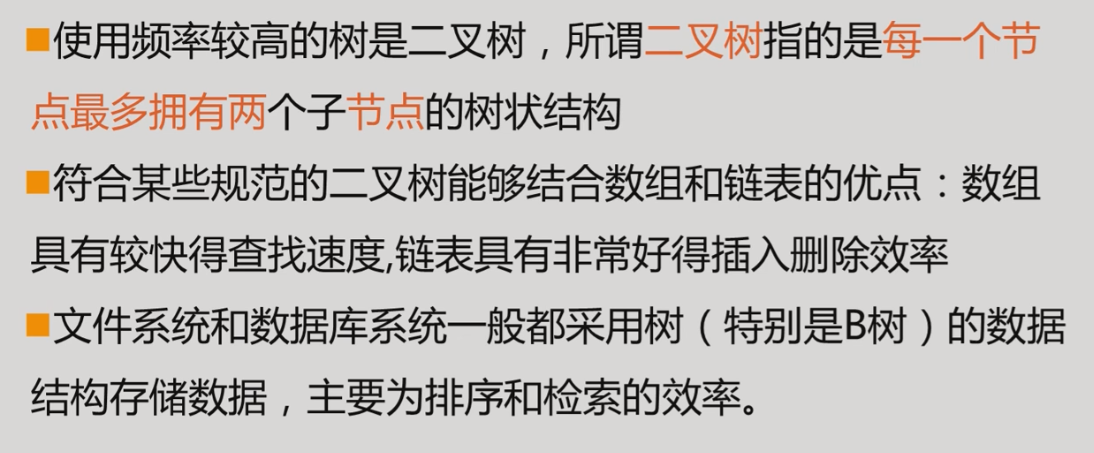 ■使用频率较高的树是二叉树，所谓二叉树指的是每一个节
点最多拥有两个子节点的树状结构
■符合某些规范的二叉树能够结合数组和链表的优点：数组
具有较快得查找速度,链表具有非常好得插入删除效率
■文件系统和数据库系统一般都采用树（特别是B树）的数据
结构存储数据，主要为排序和检索的效率。